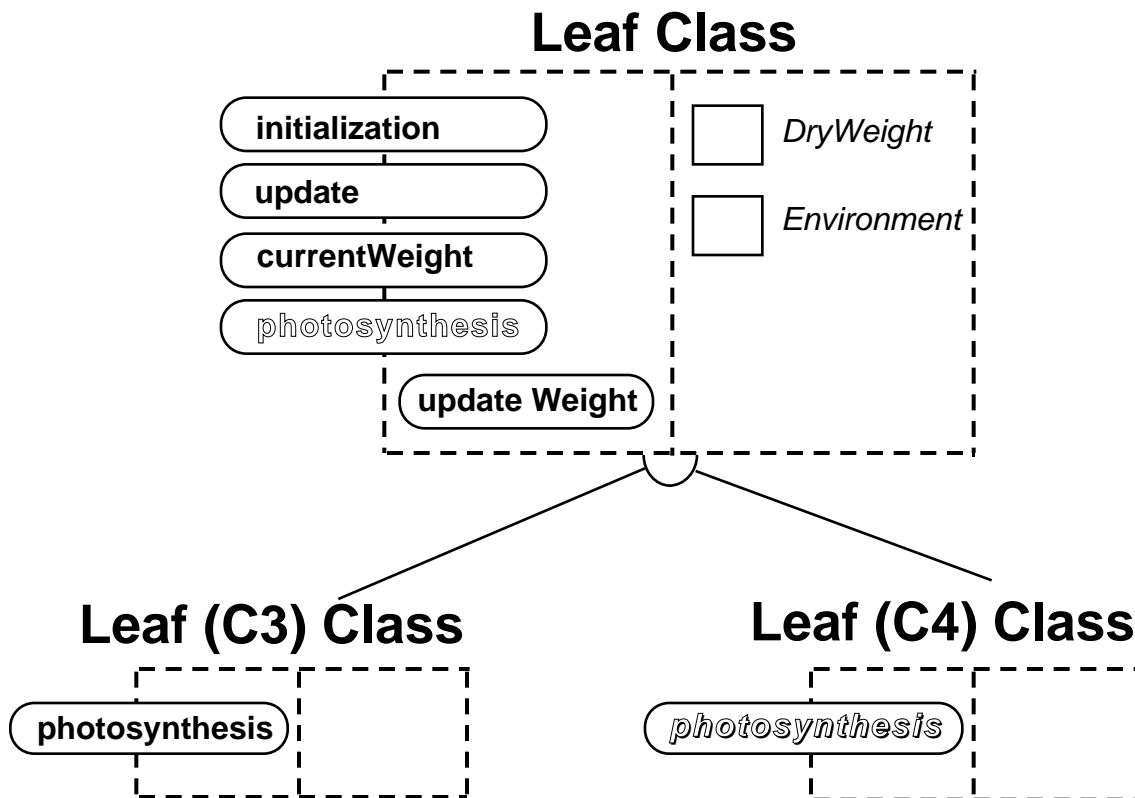 Leaf Class
initialization
DryWeight
update
Environment
currentWeight
photosynthesis
update Weight
Leaf (C3) Class
Leaf (C4) Class
photosynthesis
photosynthesis